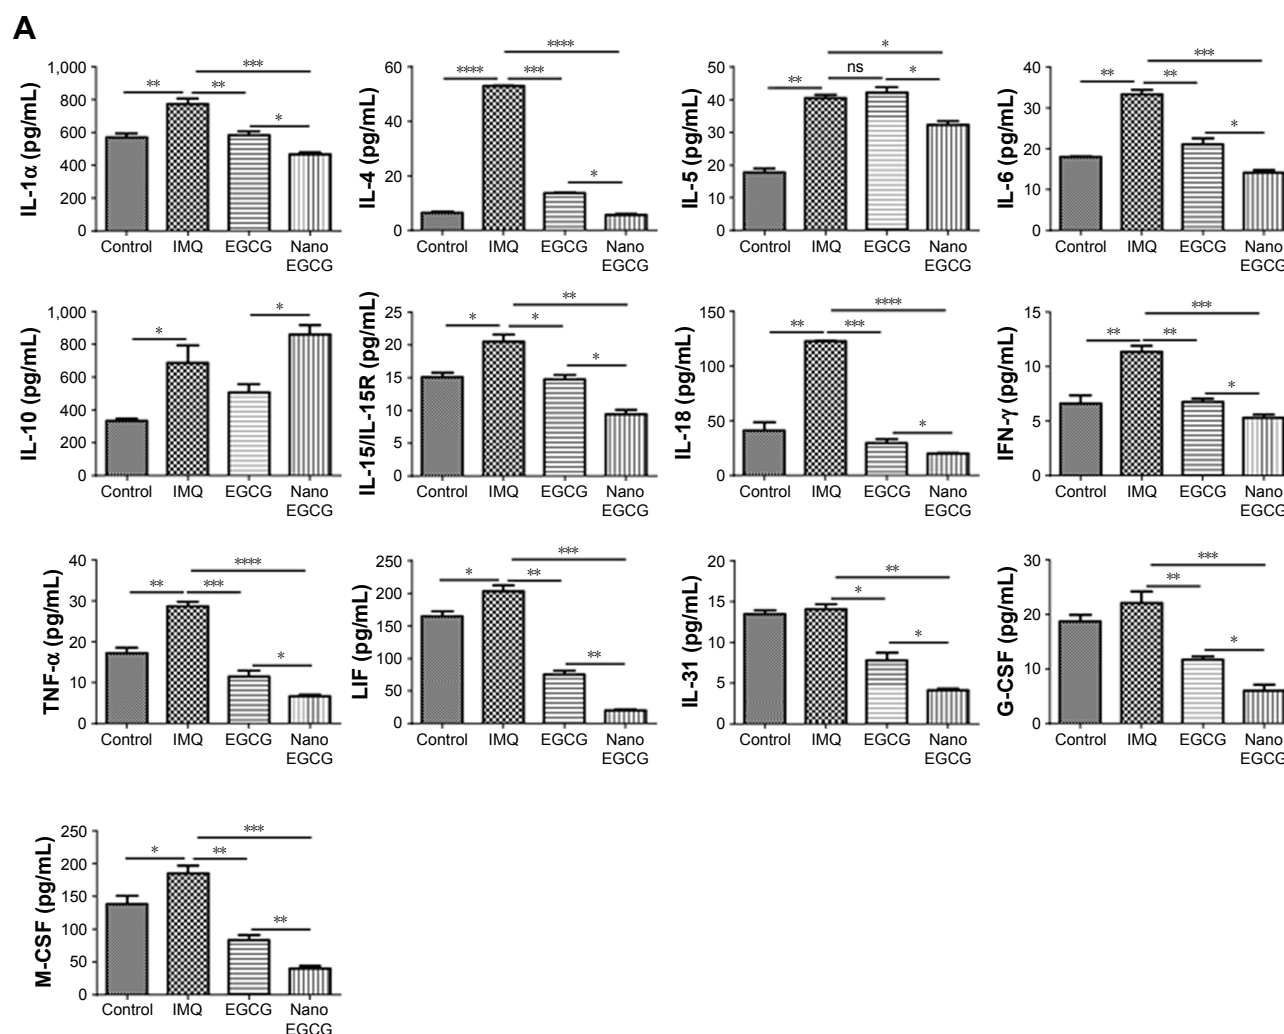 A
IL-1α (pg/mL)
1,000
800
600
400
200
0
** ** *** *
Control IMQ EGCG Nano
EGCG
IL-4 (pg/mL)
60
40
20
0
**** *** **** *
Control IMQ EGCG Nano
EGCG
IL-5 (pg/mL)
50
40
30
20
10
0
** ns * *
Control IMQ EGCG Nano
EGCG
IL-6 (pg/mL)
40
30
20
10
0
** ** *** *
Control IMQ EGCG Nano
EGCG
IL-10 (pg/mL)
1,000
800
600
400
200
0
* *
Control IMQ EGCG Nano
EGCG
IL-15/IL-15R (pg/mL)
25
20
15
10
5
0
* * ** *
Control IMQ EGCG Nano
EGCG
IL-18 (pg/mL)
150
100
50
0
** *** **** *
Control IMQ EGCG Nano
EGCG
IFN-γ (pg/mL)
15
10
5
0
** ** *** *
Control IMQ EGCG Nano
EGCG
TNF-α (pg/mL)
40
30
20
10
0
** *** **** *
Control IMQ EGCG Nano
EGCG
LIF (pg/mL)
250
200
150
100
50
0
* ** *** **
Control IMQ EGCG Nano
EGCG
IL-31 (pg/mL)
20
15
10
5
0
* ** *
Control IMQ EGCG Nano
EGCG
G-CSF (pg/mL)
30
20
10
0
** *** *
Control IMQ EGCG Nano
EGCG
M-CSF (pg/mL)
250
200
150
100
50
0
* ** *** **
Control IMQ EGCG Nano
EGCG